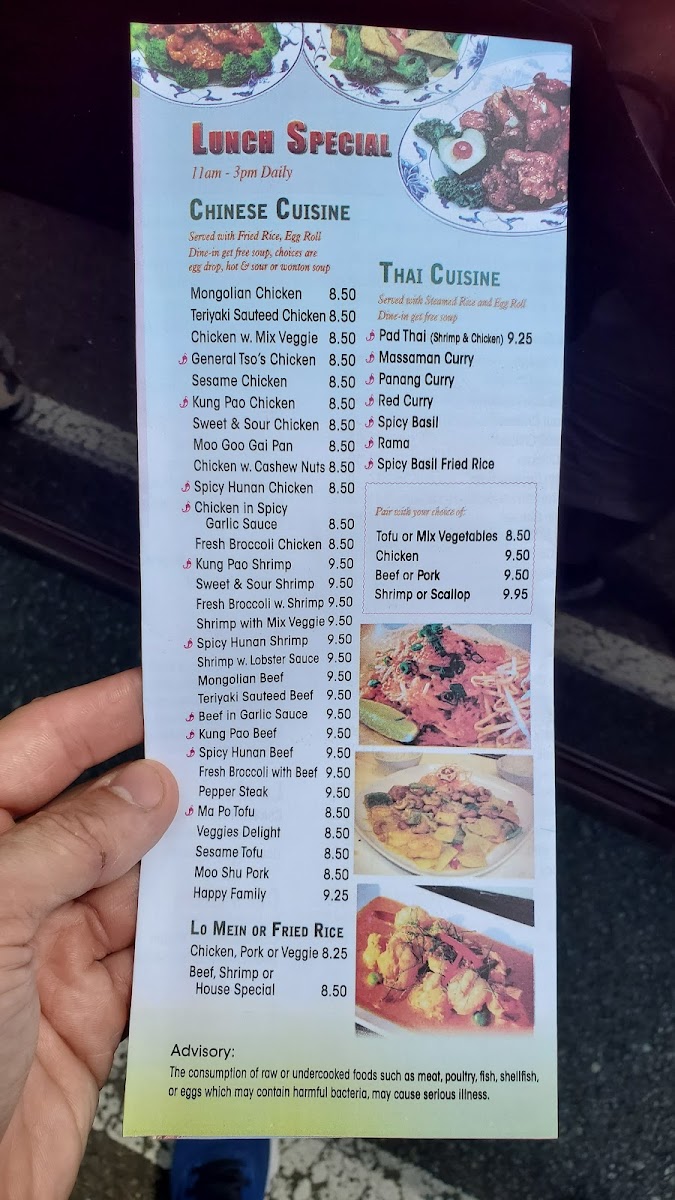 LUNCH SPECIAL
11am - 3pm Daily
CHINESE CUISINE
Served with Fried Rice, Egg Roll
Dine-in get free soup, choices are
egg drop, hot & sour or wonton soup
Mongolian Chicken 8.50
Teriyaki Sauteed Chicken 8.50
Chicken w. Mix Veggie 8.50
General Tso's Chicken 8.50
Sesame Chicken 8.50
Kung Pao Chicken 8.50
Sweet & Sour Chicken 8.50
Moo Goo Gai Pan 8.50
Chicken w. Cashew Nuts 8.50
Spicy Hunan Chicken 8.50
Chicken in Spicy
Garlic Sauce 8.50
Fresh Broccoli Chicken 8.50
Kung Pao Shrimp 9.50
Sweet & Sour Shrimp 9.50
Fresh Broccoli w. Shrimp 9.50
Shrimp with Mix Veggie 9.50
Spicy Hunan Shrimp 9.50
Shrimp w. Lobster Sauce 9.50
Mongolian Beef 9.50
Teriyaki Sauteed Beef 9.50
Beef in Garlic Sauce 9.50
Kung Pao Beef 9.50
Spicy Hunan Beef 9.50
Fresh Broccoli with Beef 9.50
Pepper Steak 9.50
Ma Po Tofu 8.50
Veggies Delight 8.50
Sesame Tofu 8.50
Moo Shu Pork 8.50
Happy Family 9.25
LO MEIN OR FRIED RICE
Chicken, Pork or Veggie 8.25
Beef, Shrimp or
House Special 8.50
THAI CUISINE
Served with Steamed Rice and Egg Roll
Dine-in get free soup
Pad Thai (Shrimp & Chicken) 9.25
Massaman Curry
Panang Curry
Red Curry
Spicy Basil
Rama
Spicy Basil Fried Rice
Pair with your choice of:
Tofu or Mix Vegetables 8.50
Chicken 9.50
Beef or Pork 9.50
Shrimp or Scallop 9.95
Advisory:
The consumption of raw or undercooked foods such as meat, poultry, fish, shellfish,
or eggs which may contain harmful bacteria, may cause serious illness.